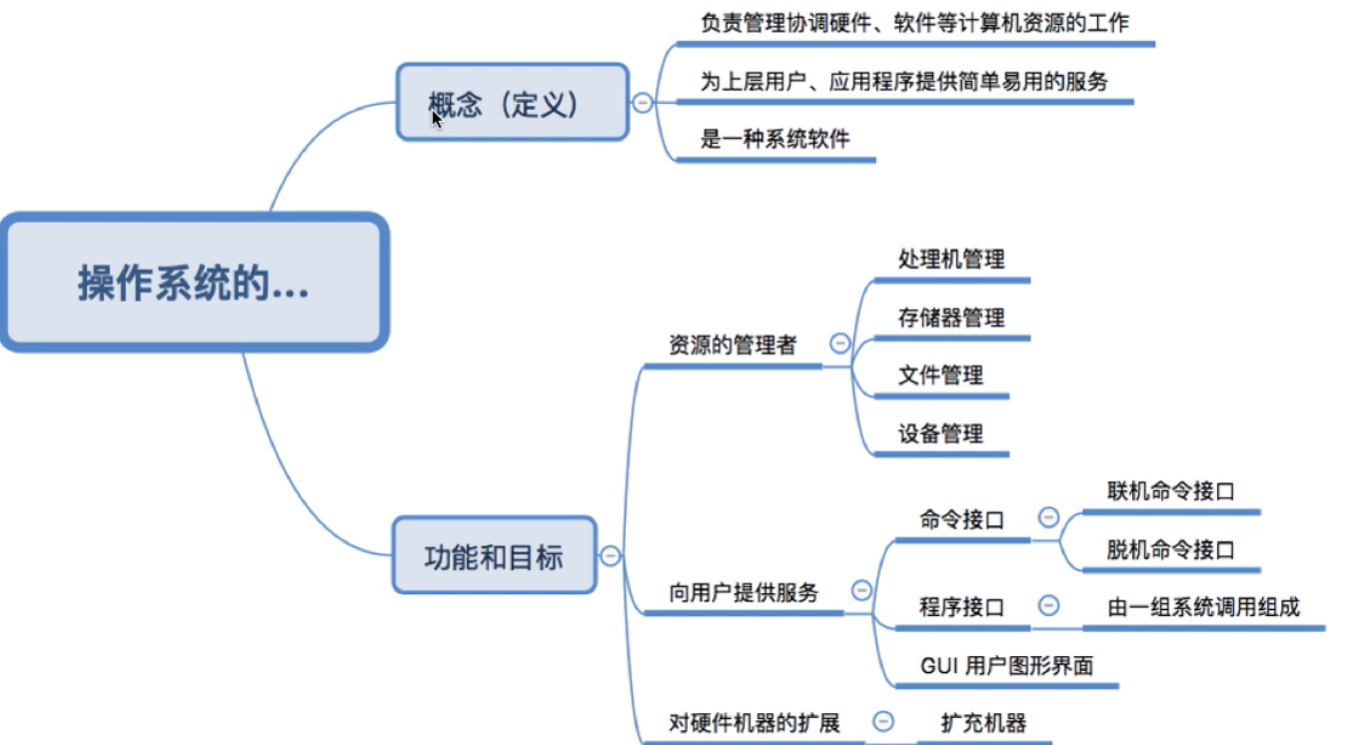 负责管理协调硬件、软件等计算机资源的工作
概念（定义）
为上层用户、应用程序提供简单易用的服务
是一种系统软件
操作系统的...
处理机管理
存储器管理
资源的管理者
文件管理
设备管理
联机命令接口
命令接口
脱机命令接口
功能和目标
向用户提供服务
程序接口
由一组系统调用组成
GUI 用户图形界面
对硬件机器的扩展
扩充机器